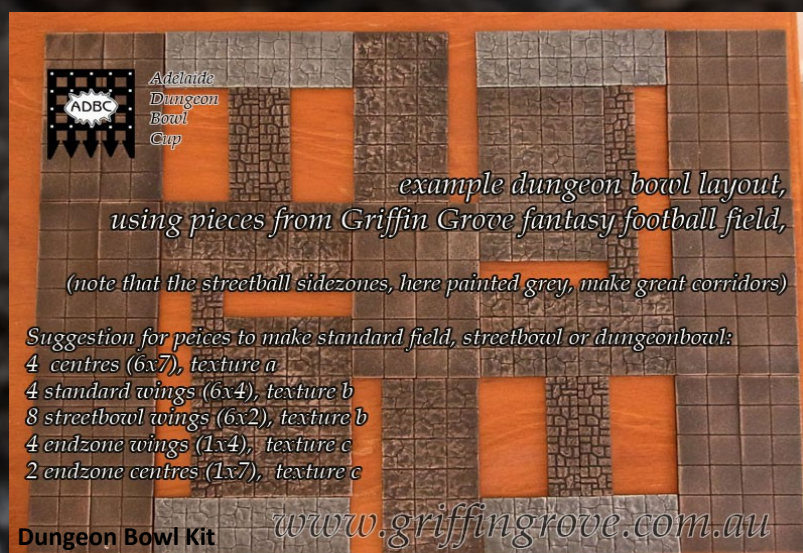 ADBC
Adelaide
Dungeon
Bowl
Cup
example dungeon bowl layout,
using pieces from Griffin Grove fantasy football field,
(note that the streetball sidezones, here painted grey, make great corridors)
Suggestion for peices to make standard field, streetbowl or dungeonbowl:
4 centres (6x7), texture a
4 standard wings (6x4), texture b
8 streetbowl wings (6x2), texture b
4 endzone wings (1x4), texture c
2 endzone centres (1x7), texture c
Dungeon Bowl Kit
www.griffingrove.com.au